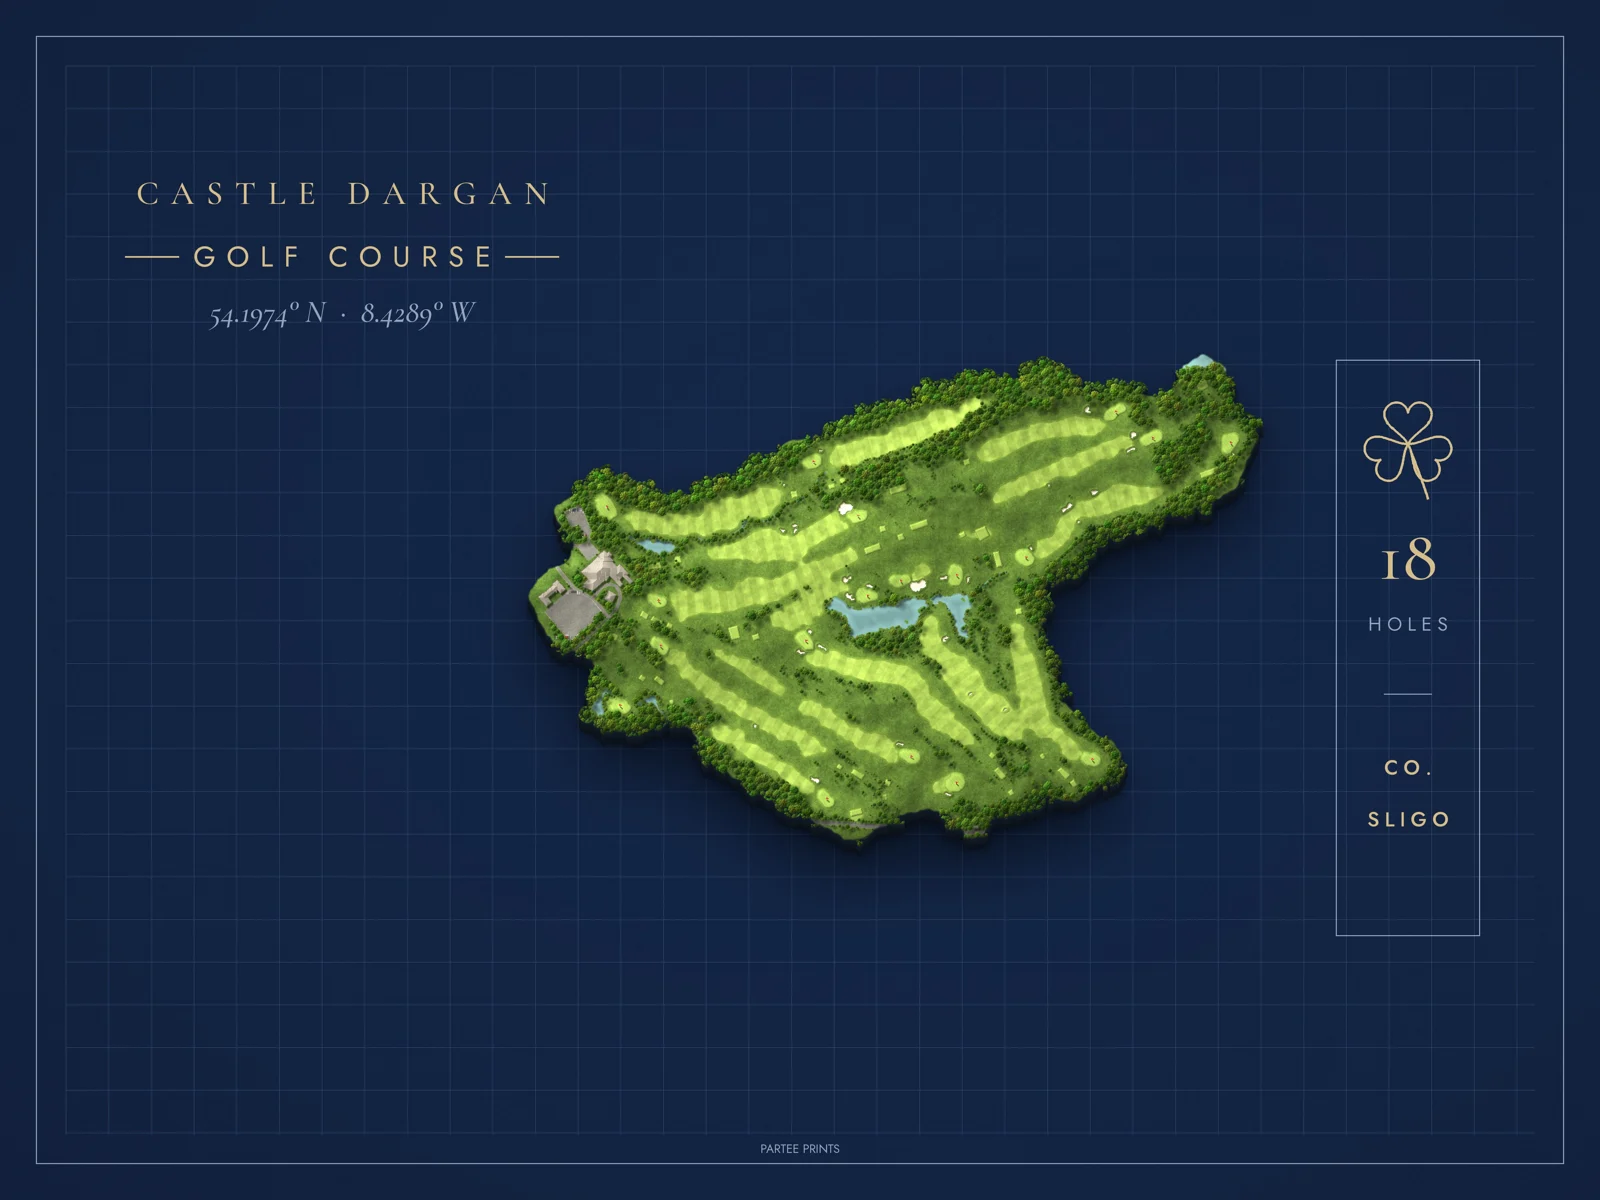 CASTLE DARGAN
GOLF COURSE
54.1974° N · 8.4289° W
18
HOLES
CO.
SLIGO
PARTEE PRINTS